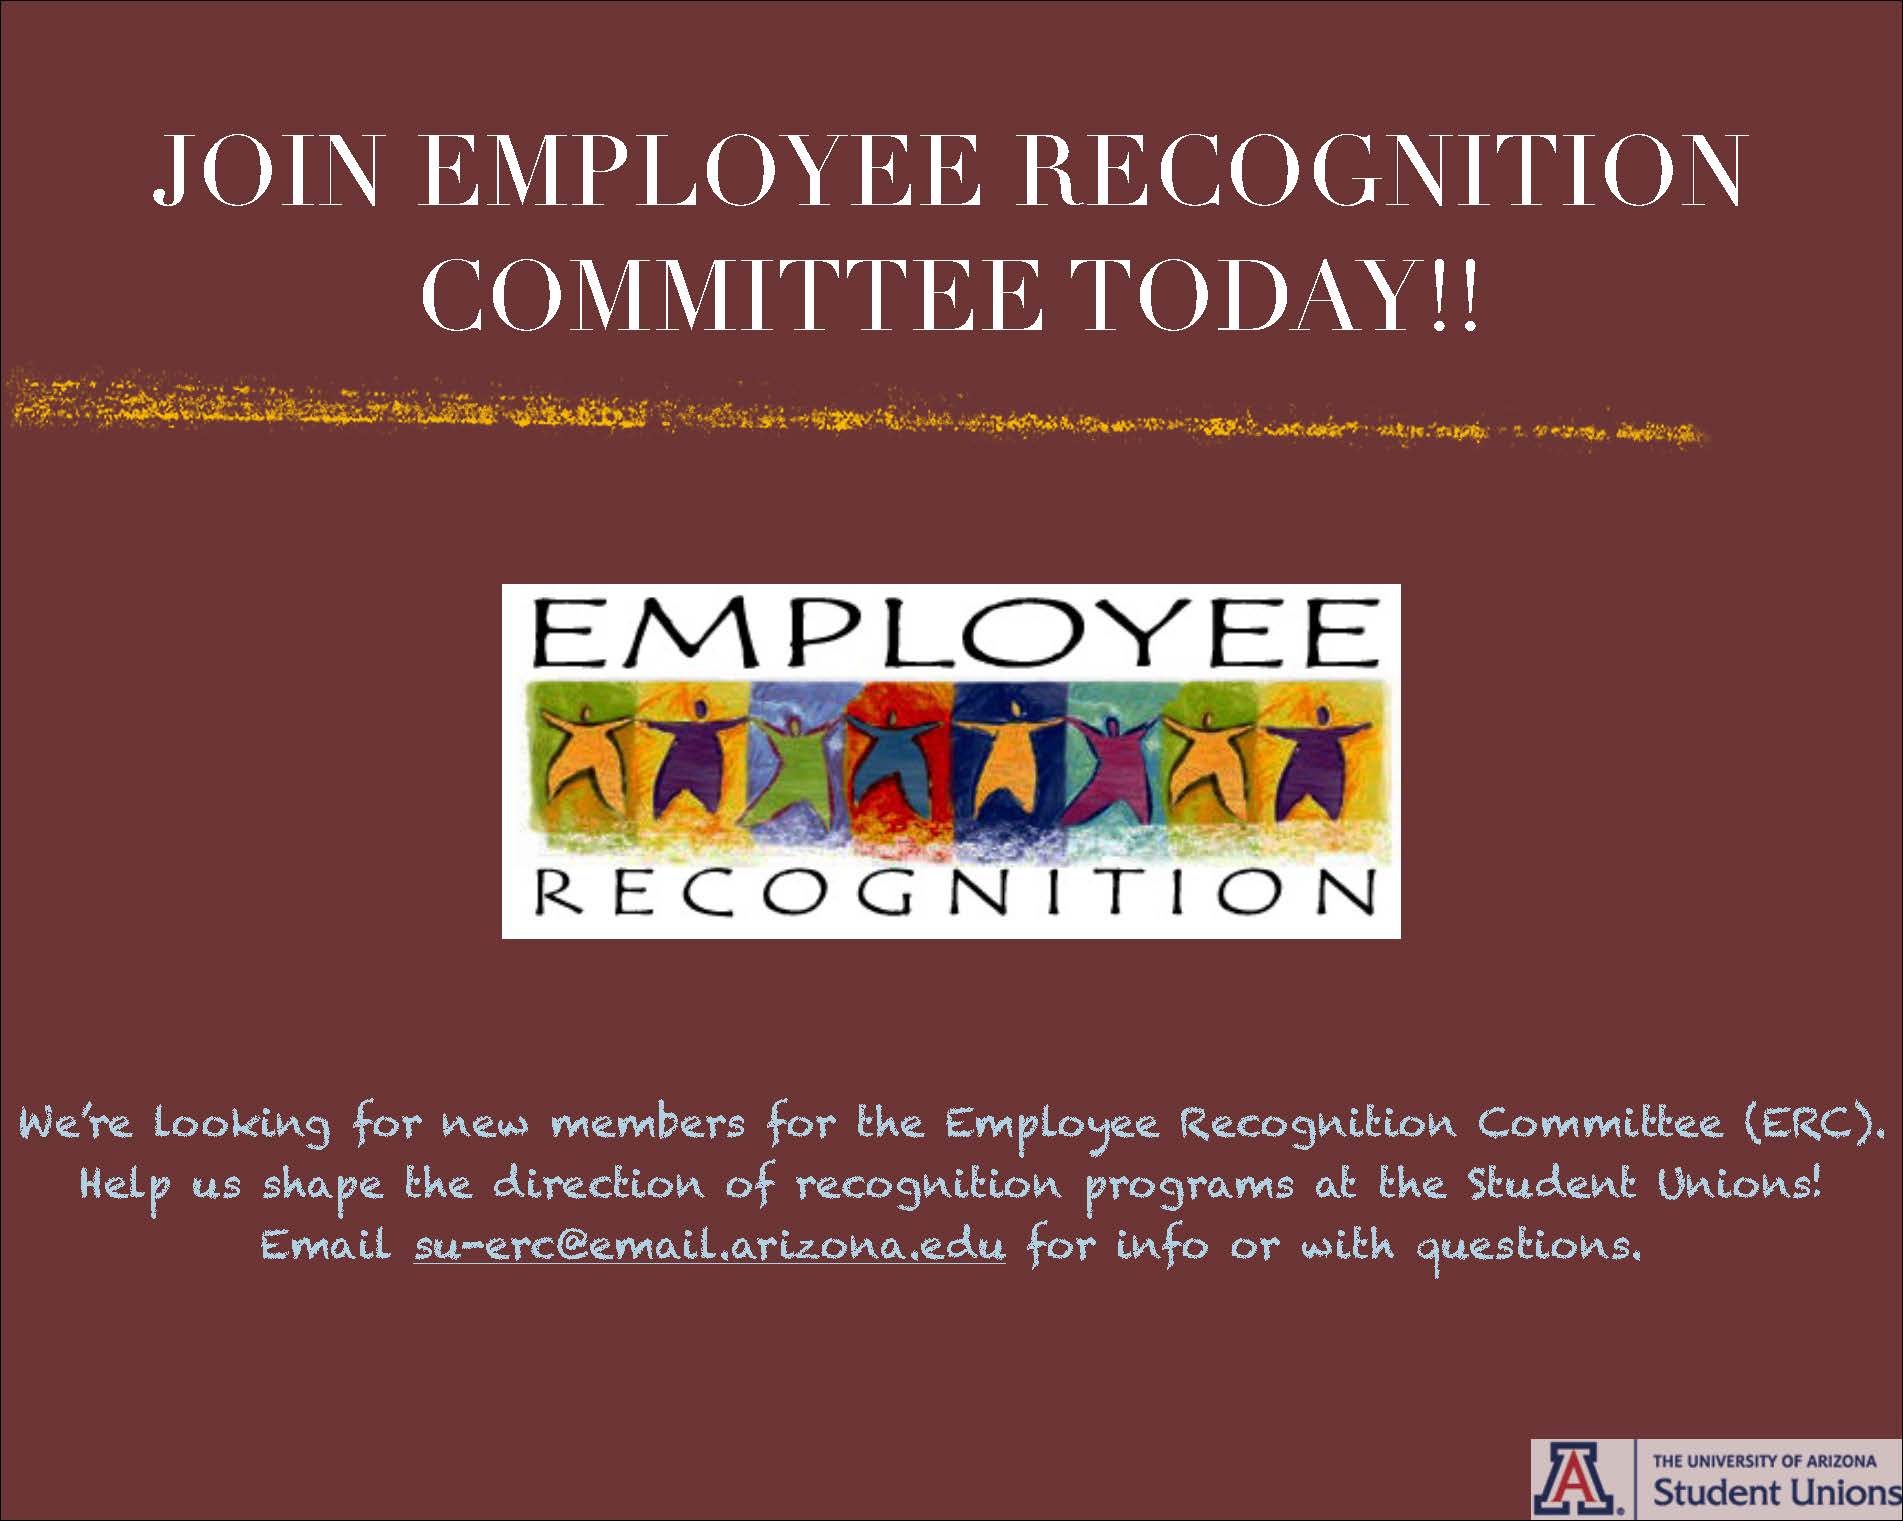 JOIN EMPLOYEE RECOGNITION
COMMITTEE TODAY!!
EMPLOYEE
RECOGNITION
We're looking for new members for the Employee Recognition Committee (ERC).
Help us shape the direction of recognition programs at the Student Unions!
Email su-erc@email.arizona.edu for info or with questions.
A®
THE UNIVERSITY OF ARIZONA
Student Unions